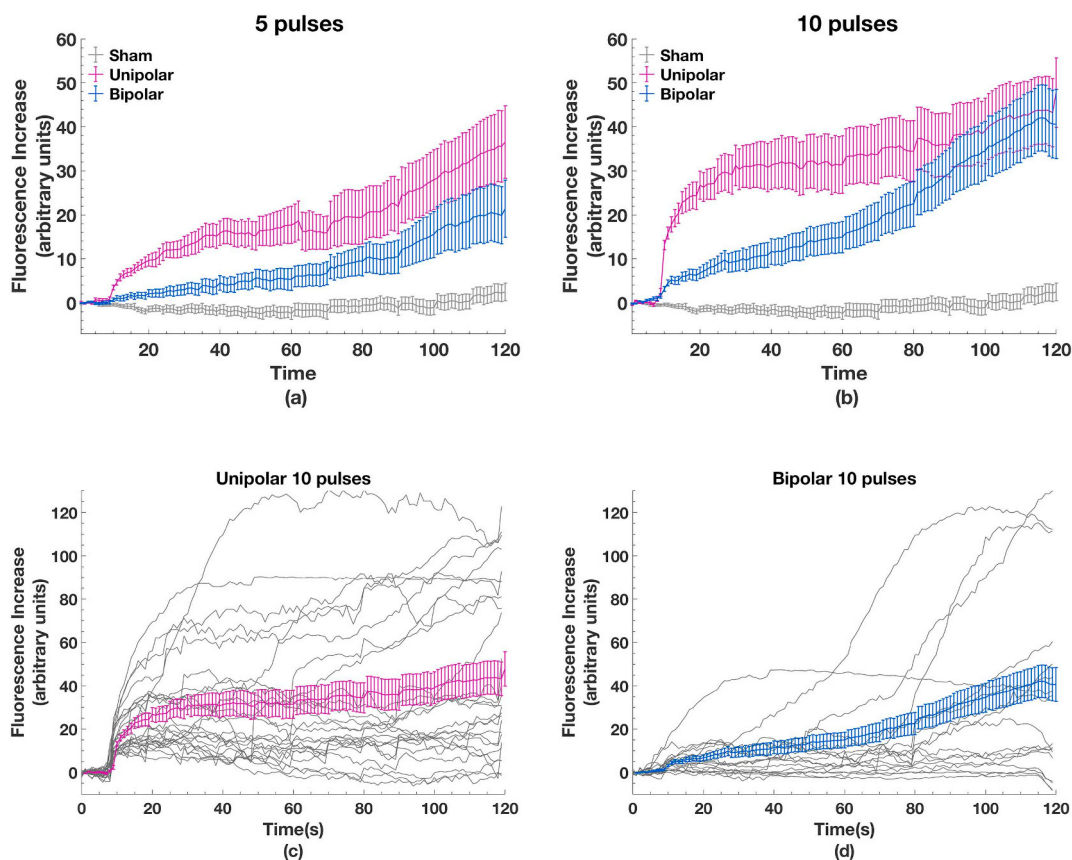 5 pulses
60
50
40
30
20
10
0
Fluorescence Increase
(arbitrary units)
Sham
Unipolar
Bipolar
20 40 60 80 100 120
Time
(a)
10 pulses
60
50
40
30
20
10
0
Fluorescence Increase
(arbitrary units)
Sham
Unipolar
Bipolar
20 40 60 80 100 120
Time
(b)
Unipolar 10 pulses
120
100
80
60
40
20
0
Fluorescence Increase
(arbitrary units)
0 20 40 60 80 100 120
Time(s)
(c)
Bipolar 10 pulses
120
100
80
60
40
20
0
Fluorescence Increase
(arbitrary units)
0 20 40 60 80 100 120
Time(s)
(d)